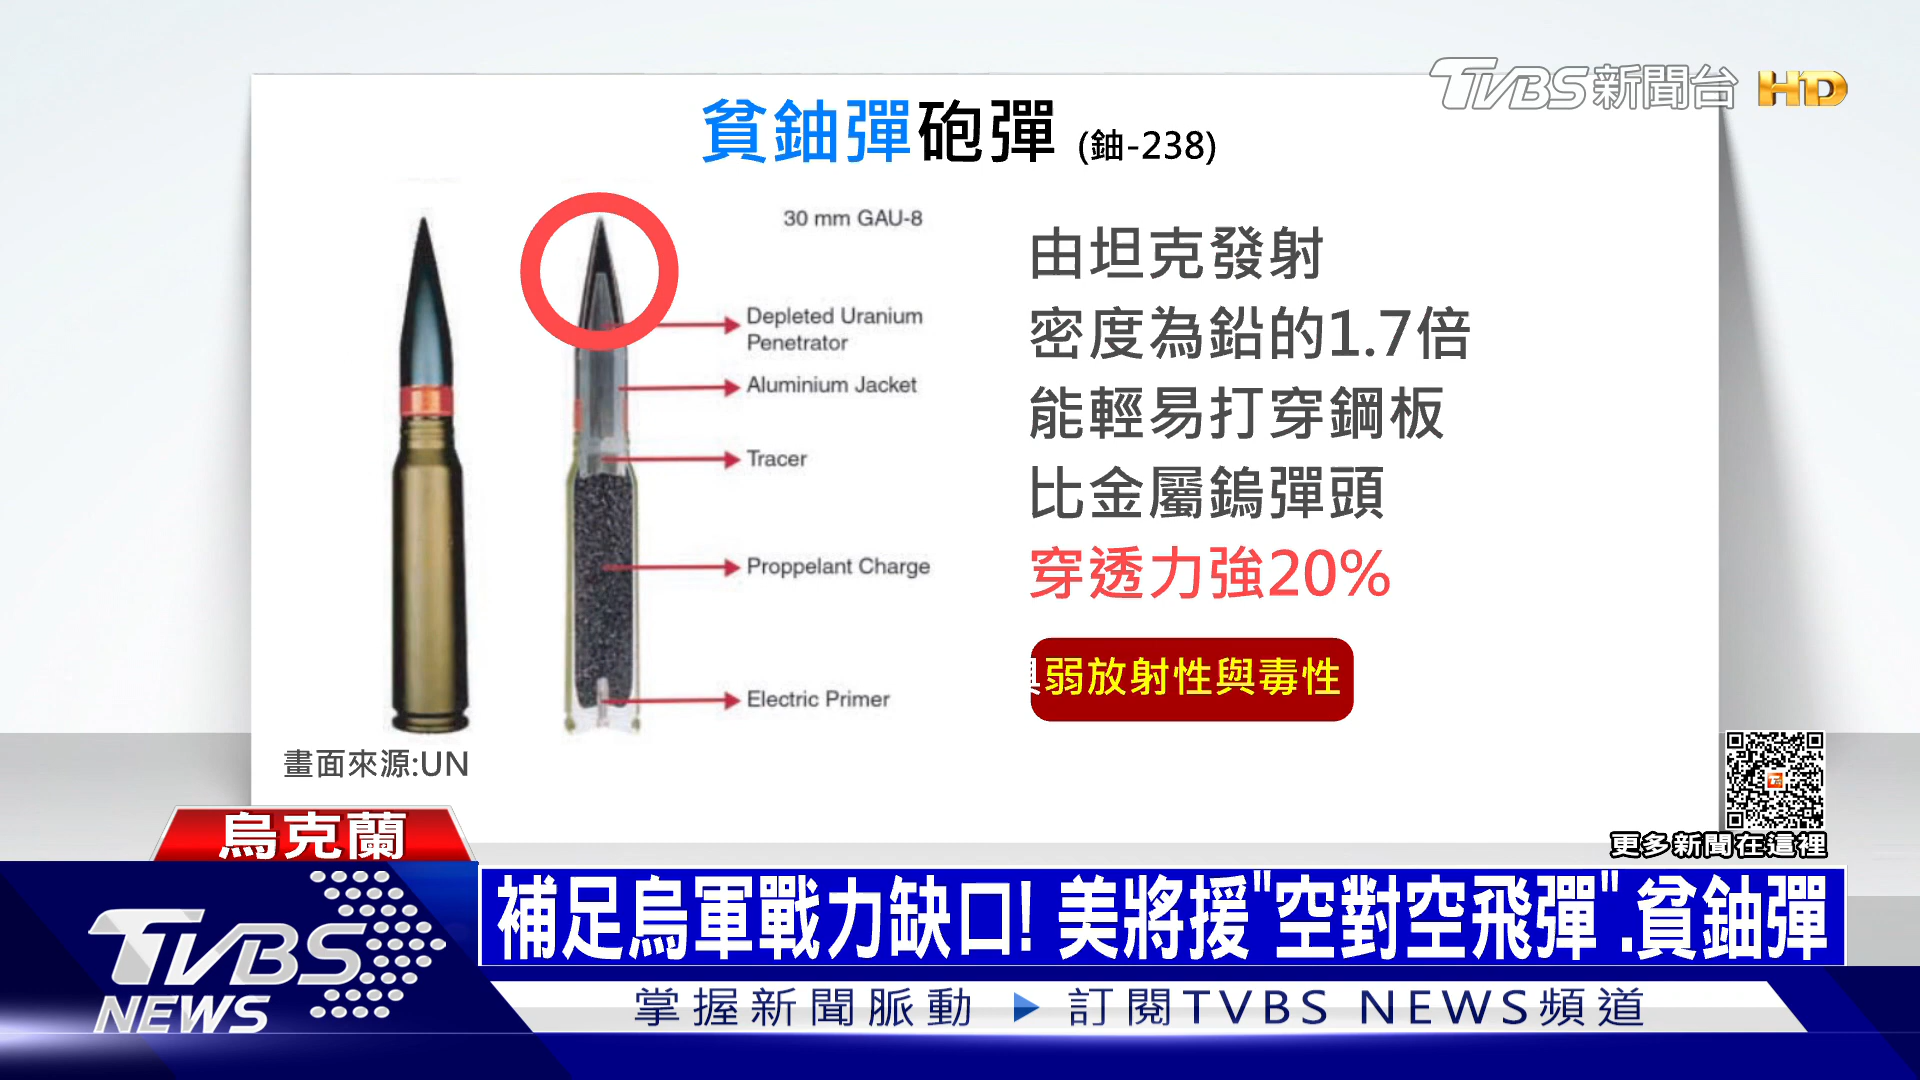 TVBS新聞台 HD
貧鈾彈砲彈 (鈾-238)
30 mm GAU-8
Depleted Uranium
Penetrator
Aluminium Jacket
Tracer
Proppelant Charge
Electric Primer
由坦克發射
密度為鉛的1.7倍
能輕易打穿鋼板
比金屬鎢彈頭
穿透力強20%
弱放射性與毒性
畫面來源:UN
更多新聞在這裡
烏克蘭
補足烏軍戰力缺口! 美將援"空對空飛彈".貧鈾彈
TVBS
NEWS
掌握新聞脈動 ▶ 訂閱TVBS NEWS頻道